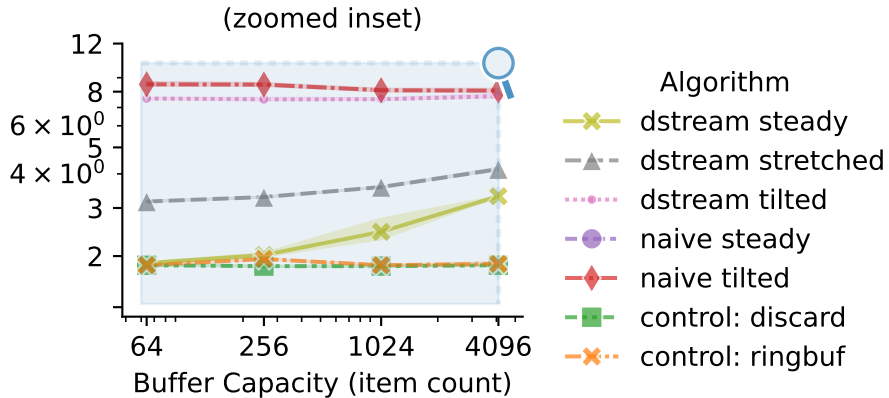 (zoomed inset)
12
8
6 × 10⁰
5
4 × 10⁰
3
2
64 256 1024 4096
Buffer Capacity (item count)
Algorithm
dstream steady
dstream stretched
dstream tilted
naive steady
naive tilted
control: discard
control: ringbuf